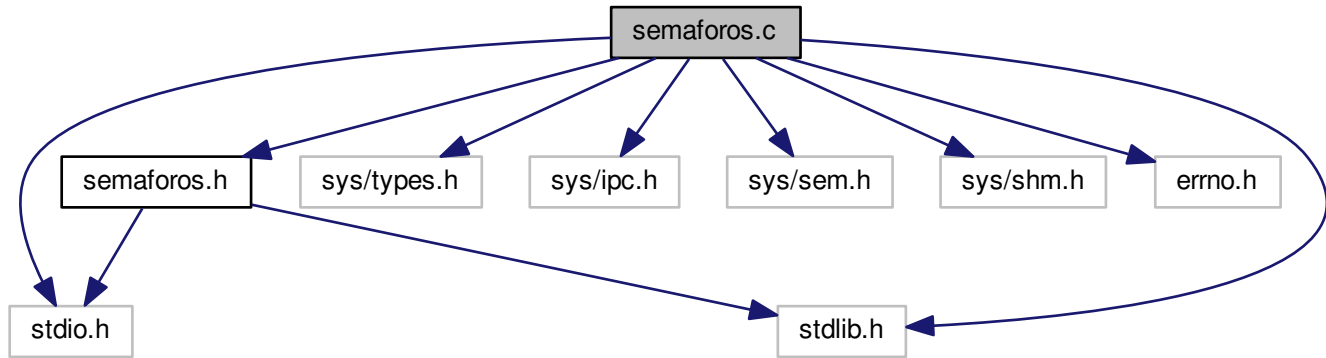 semaforos.c
semaforos.h
sys/types.h
sys/ipc.h
sys/sem.h
sys/shm.h
errno.h
stdio.h
stdlib.h